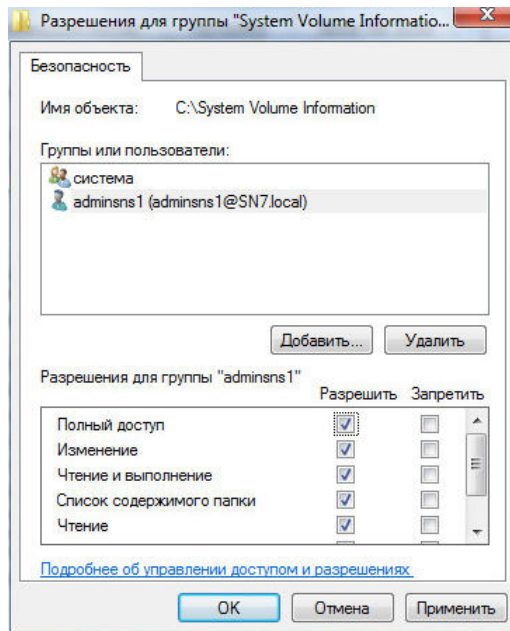 Разрешения для группы "System Volume Informatio...
Безопасность
Имя объекта: C:\System Volume Information
Группы или пользователи:
система
adminsns1 (adminsns1@SN7.local)
Добавить... Удалить
Разрешения для группы "adminsns1"
Разрешить Запретить
Полный доступ
Изменение
Чтение и выполнение
Список содержимого папки
Чтение
Подробнее об управлении доступом и разрешениях
OK Отмена Применить